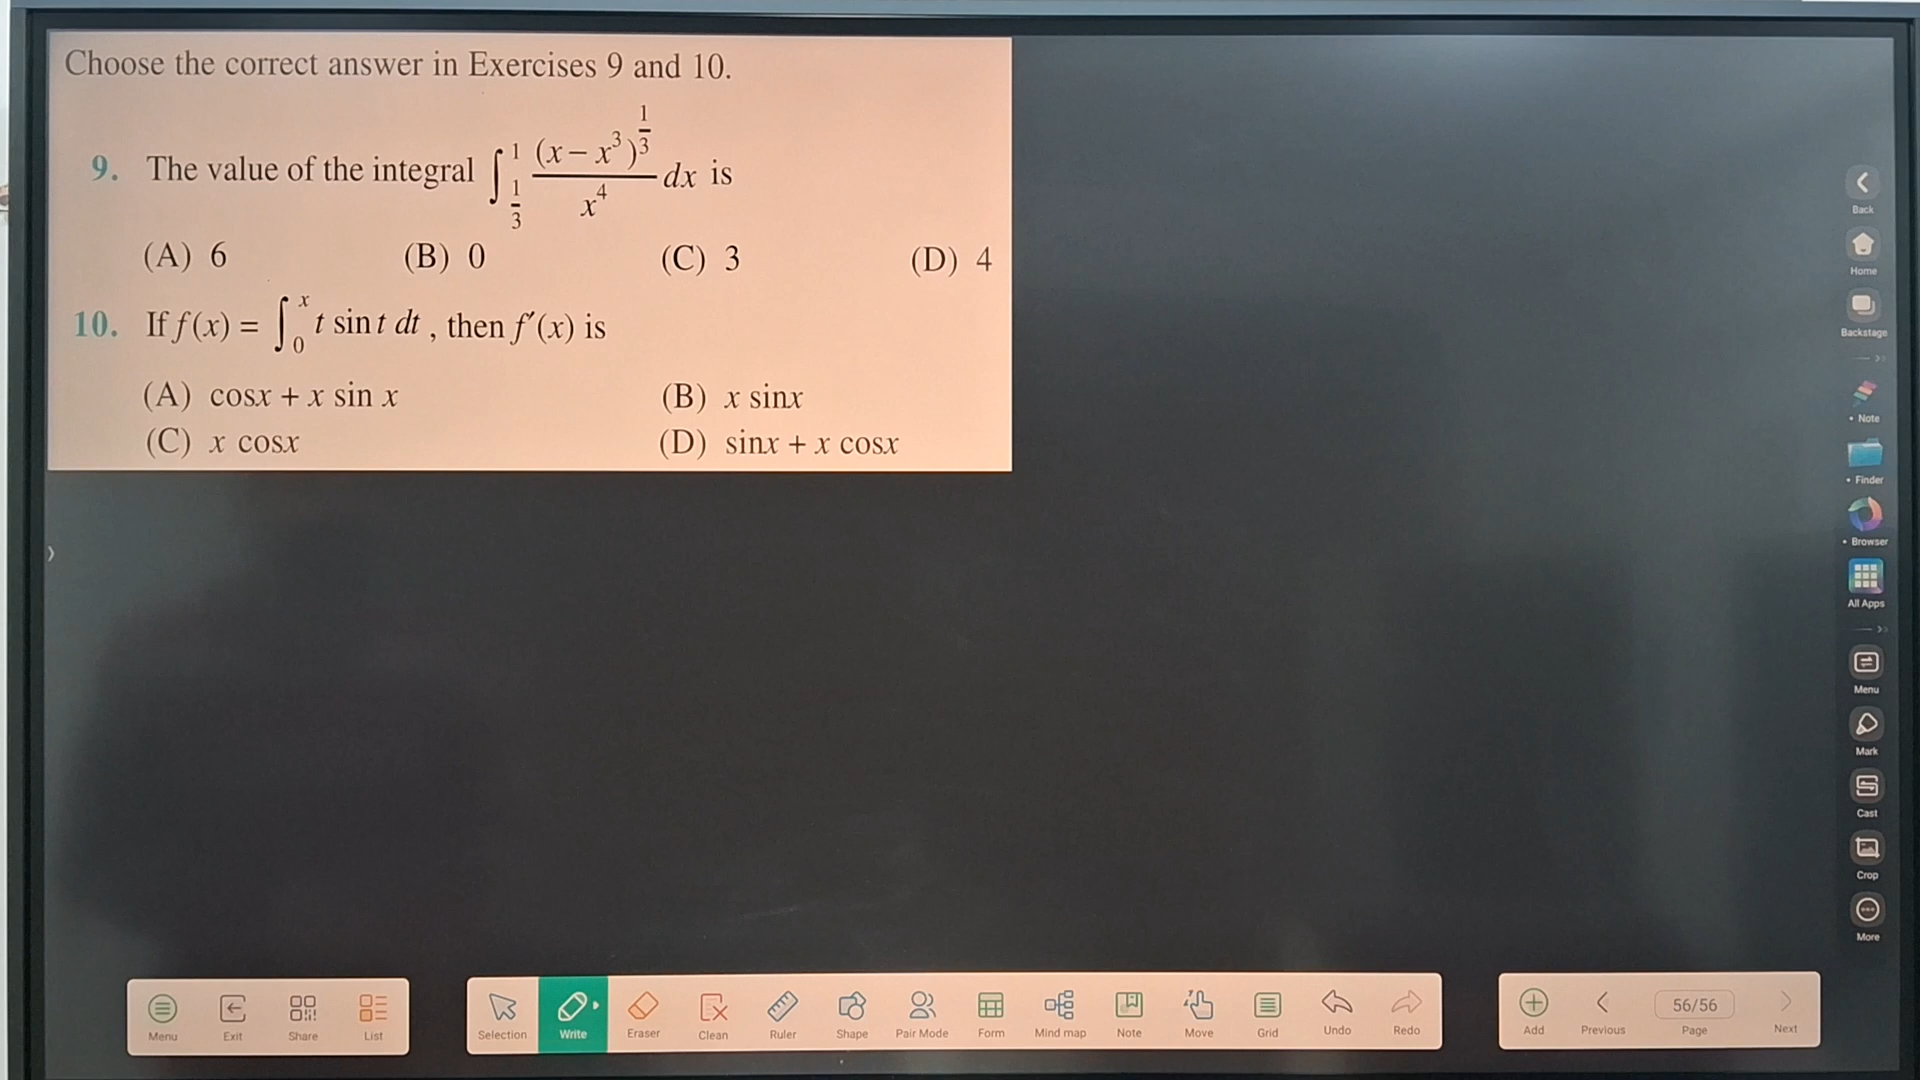 Choose the correct answer in Exercises 9 and 10.
9. The value of the integral ∫_{1/3}^{1} (x − x³)^{1/3} / x⁴ dx is
(A) 6 (B) 0 (C) 3 (D) 4
10. If f(x) = ∫_{0}^{x} t sin t dt , then f′(x) is
(A) cosx + x sin x (B) x sinx
(C) x cosx (D) sinx + x cosx
Back
Home
Backstage
• Note
• Finder
• Browser
All Apps
Menu
Mark
Cast
Crop
More
Menu Exit Share List
Selection Write Eraser Clean Ruler Shape Pair Mode Form Mind map Note Move Grid Undo Redo
56/56
Add Previous Page Next